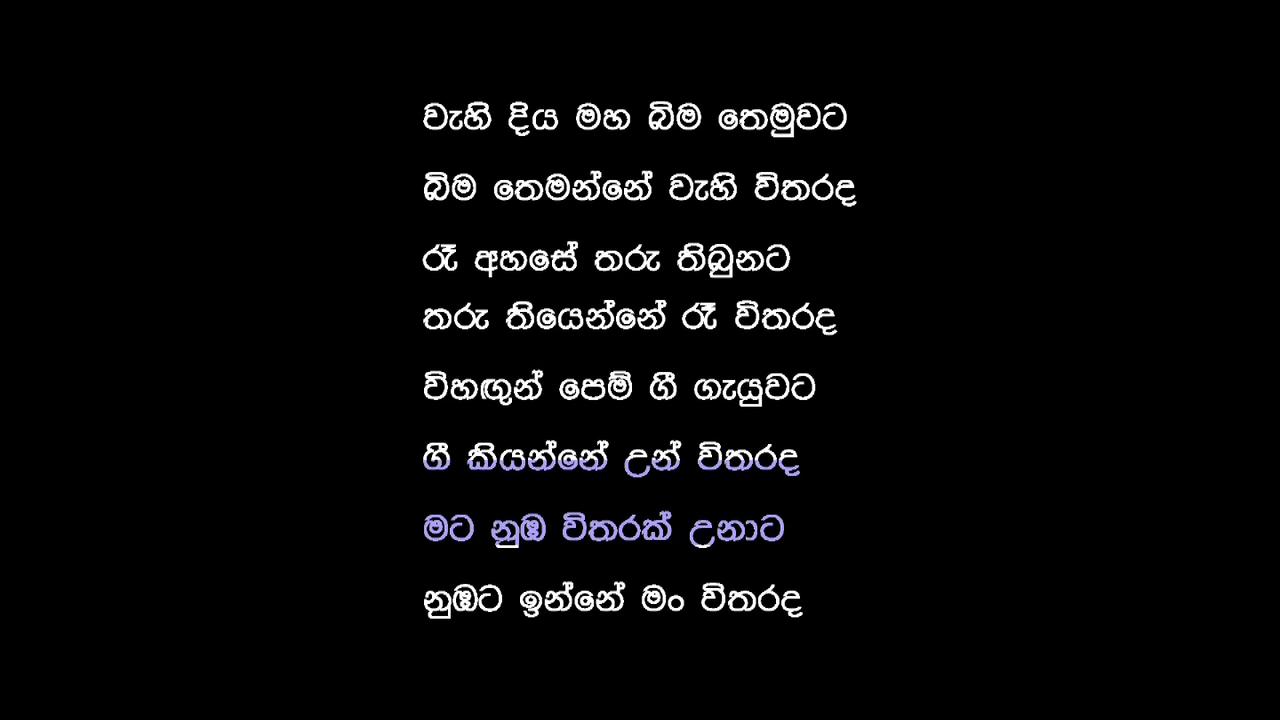 වැහි දිය මහ බිම තෙමුවට
බිම තෙමන්නේ වැහි විතරද
රෑ අහසේ තරු තිබුනට
තරු තියෙන්නේ රෑ විතරද
විහඟුන් පෙම් ගී ගැයුවට
ගී කියන්නේ උන් විතරද
මට නුඹ විතරක් උනාට
නුඹට ඉන්නේ මං විතරද